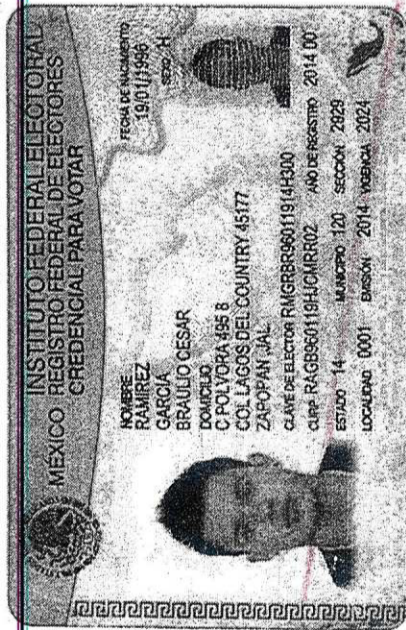 INSTITUTO FEDERAL ELECTORAL
MÉXICO REGISTRO FEDERAL DE ELECTORES
CREDENCIAL PARA VOTAR
NOMBRE
RAMIREZ
GARCIA
BRAULIO CESAR
FECHA DE NACIMIENTO
19/01/1996
SEXO H
DOMICILIO
C POLVORA 495 8
COL LAGOS DEL COUNTRY 45177
ZAPOPAN ,JAL.
CLAVE DE ELECTOR RMGRBR96011914H300
CURP RAGB960119HJCMRR02 AÑO DE REGISTRO 2014 00
ESTADO 14 MUNICIPIO 120 SECCIÓN 2929
LOCALIDAD 0001 EMISIÓN 2014 VIGENCIA 2024